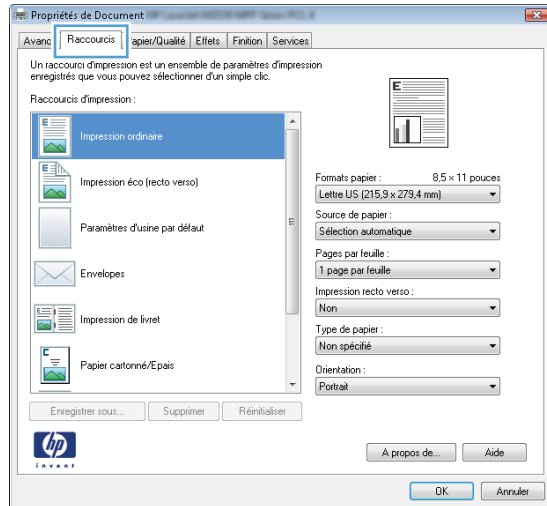 Propriétés de Document
Avanc Raccourcis apier/Qualité Effets Finition Services
Un raccourci d'impression est un ensemble de paramètres d'impression
enregistrés que vous pouvez sélectionner d'un simple clic.
Raccourcis d'impression :
Impression ordinaire
Impression éco (recto verso)
Paramètres d'usine par défaut
Envelopes
Impression de livret
Papier cartonné/Epais
Enregistrer sous... Supprimer Réinitialiser
E
Formats papier : 8,5 × 11 pouces
Lettre US (215,9 x 279,4 mm)
Source de papier :
Sélection automatique
Pages par feuille :
1 page par feuille
Impression recto verso :
Non
Type de papier :
Non spécifié
Orientation :
Portrait
hp
invent
A propos de... Aide
OK Annuler